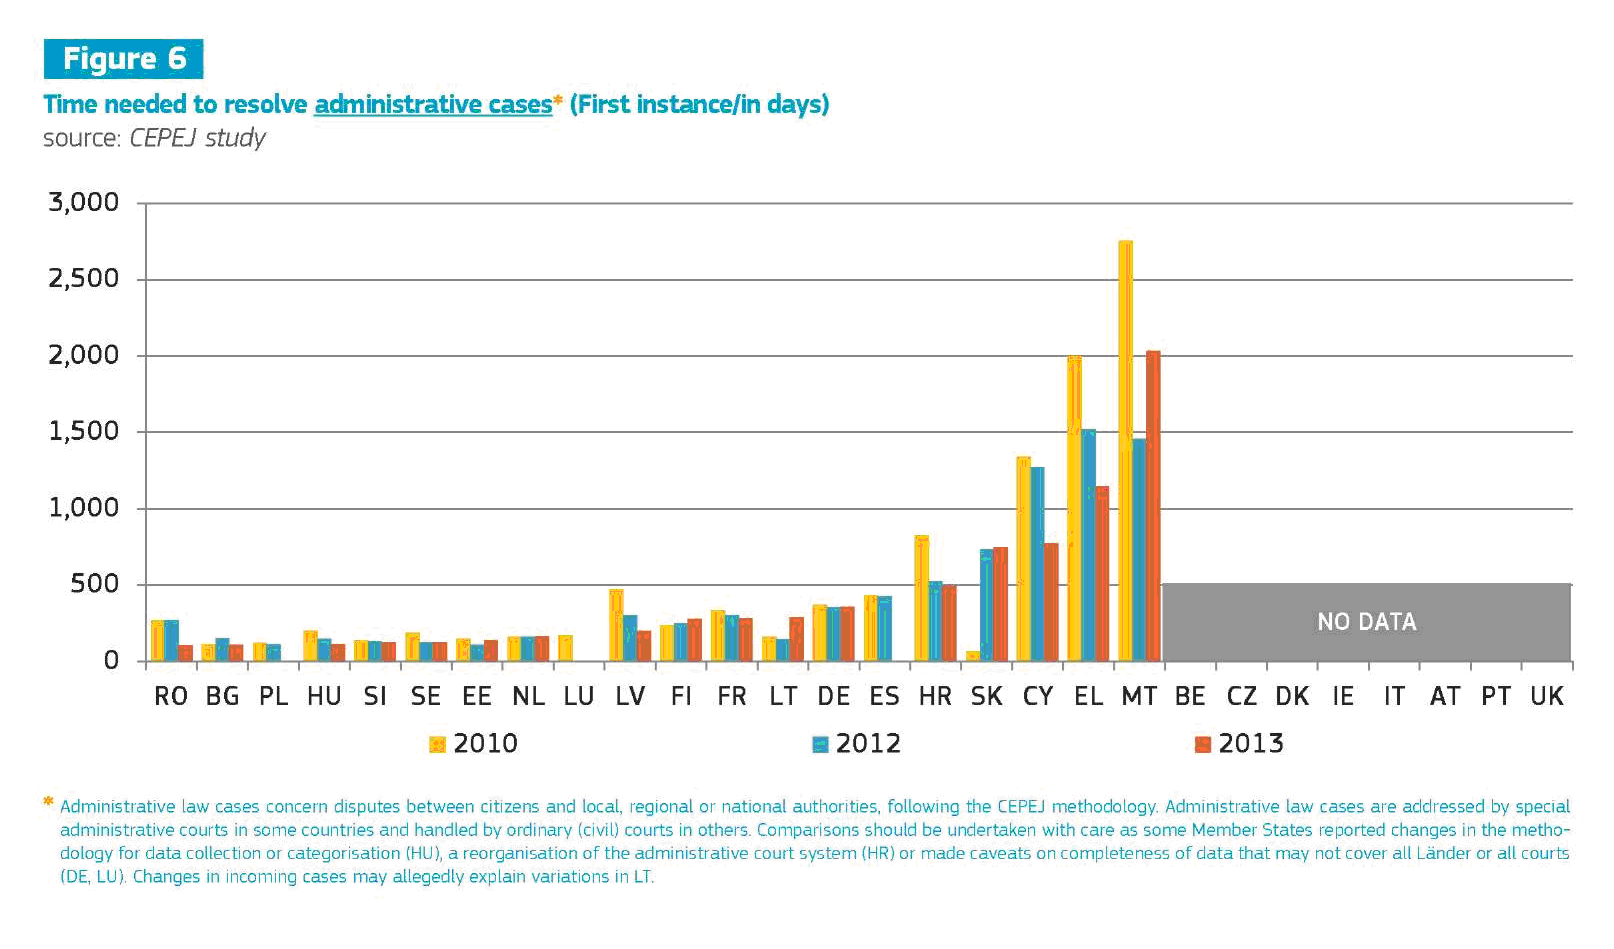 Figure 6
Time needed to resolve administrative cases* (First instance/in days)
source: CEPEJ study
3,000
2,500
2,000
1,500
1,000
500
0
NO DATA
RO BG PL HU SI SE EE NL LU LV FI FR LT DE ES HR SK CY EL MT BE CZ DK IE IT AT PT UK
2010 2012 2013
* Administrative law cases concern disputes between citizens and local, regional or national authorities, following the CEPEJ methodology. Administrative law cases are addressed by special
administrative courts in some countries and handled by ordinary (civil) courts in others. Comparisons should be undertaken with care as some Member States reported changes in the metho-
dology for data collection or categorisation (HU), a reorganisation of the administrative court system (HR) or made caveats on completeness of data that may not cover all Länder or all courts
(DE, LU). Changes in incoming cases may allegedly explain variations in LT.